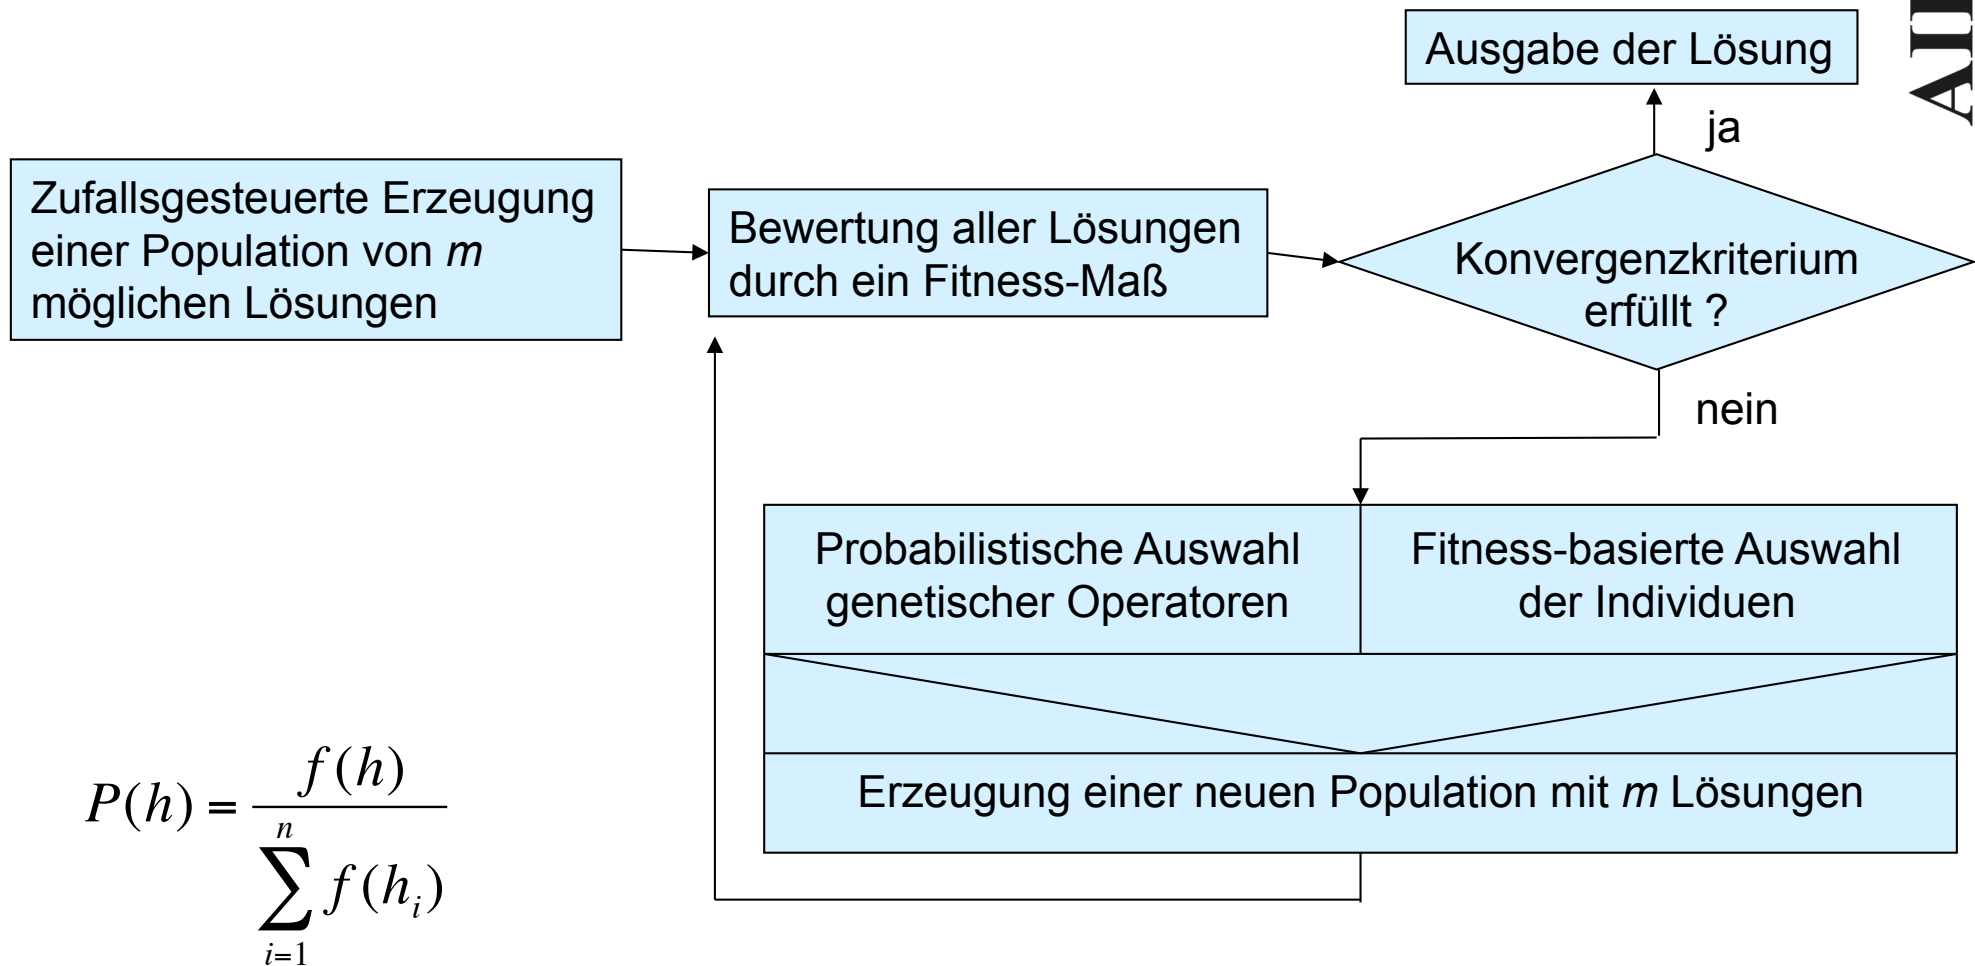 Ausgabe der Lösung
ja
Zufallsgesteuerte Erzeugung
einer Population von m
möglichen Lösungen
Bewertung aller Lösungen
durch ein Fitness-Maß
Konvergenzkriterium
erfüllt ?
nein
Probabilistische Auswahl
genetischer Operatoren
Fitness-basierte Auswahl
der Individuen
Erzeugung einer neuen Population mit m Lösungen
P(h) = f(h) / ∑_{i=1}^{n} f(h_i)